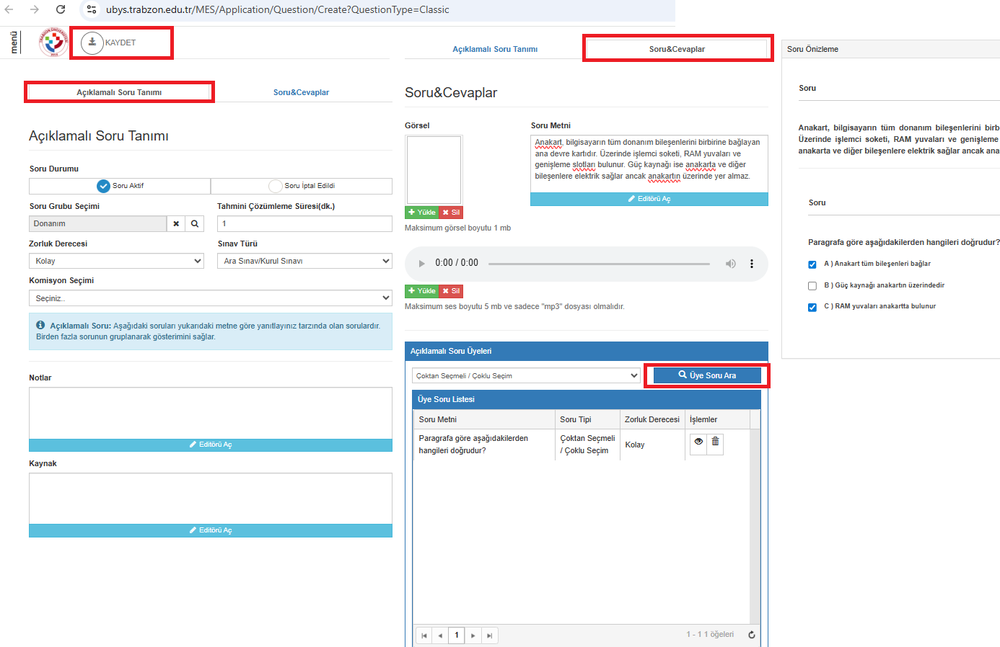 ubys.trabzon.edu.tr/MES/Application/Question/Create?QuestionType=Classic
menü
KAYDET
Açıklamalı Soru Tanımı
Soru&Cevaplar
Açıklamalı Soru Tanımı
Soru Durumu
Soru Aktif
Soru İptal Edildi
Soru Grubu Seçimi
Tahmini Çözümleme Süresi(dk.)
Donanım
1
Zorluk Derecesi
Sınav Türü
Kolay
Ara Sınav/Kurul Sınavı
Komisyon Seçimi
Seçiniz..
Açıklamalı Soru: Aşağıdaki soruları yukarıdaki metne göre yanıtlayınız tarzında olan sorulardır.
Birden fazla sorunun gruplanarak gösterimini sağlar.
Notlar
Editörü Aç
Kaynak
Editörü Aç
Açıklamalı Soru Tanımı
Soru&Cevaplar
Soru&Cevaplar
Görsel
Soru Metni
Anakart, bilgisayarın tüm donanım bileşenlerini birbirine bağlayan
ana devre kartıdır. Üzerinde işlemci soketi, RAM yuvaları ve
genişleme slotları bulunur. Güç kaynağı ise anakarta ve diğer
bileşenlere elektrik sağlar ancak anakartın üzerinde yer almaz.
Editörü Aç
Yükle
Sil
Maksimum görsel boyutu 1 mb
0:00 / 0:00
Yükle
Sil
Maksimum ses boyutu 5 mb ve sadece "mp3" dosyası olmalıdır.
Açıklamalı Soru Üyeleri
Çoktan Seçmeli / Çoklu Seçim
Üye Soru Ara
Üye Soru Listesi
Soru Metni
Soru Tipi
Zorluk Derecesi
İşlemler
Paragrafa göre aşağıdakilerden
hangileri doğrudur?
Çoktan Seçmeli
/ Çoklu Seçim
Kolay
1
1 - 1 1 öğeleri
Soru Önizleme
Soru
Anakart, bilgisayarın tüm donanım bileşenlerini birb
Üzerinde işlemci soketi, RAM yuvaları ve genişleme
anakarta ve diğer bileşenlere elektrik sağlar ancak ana
Soru
Paragrafa göre aşağıdakilerden hangileri doğrudur?
A ) Anakart tüm bileşenleri bağlar
B ) Güç kaynağı anakartın üzerindedir
C ) RAM yuvaları anakartta bulunur